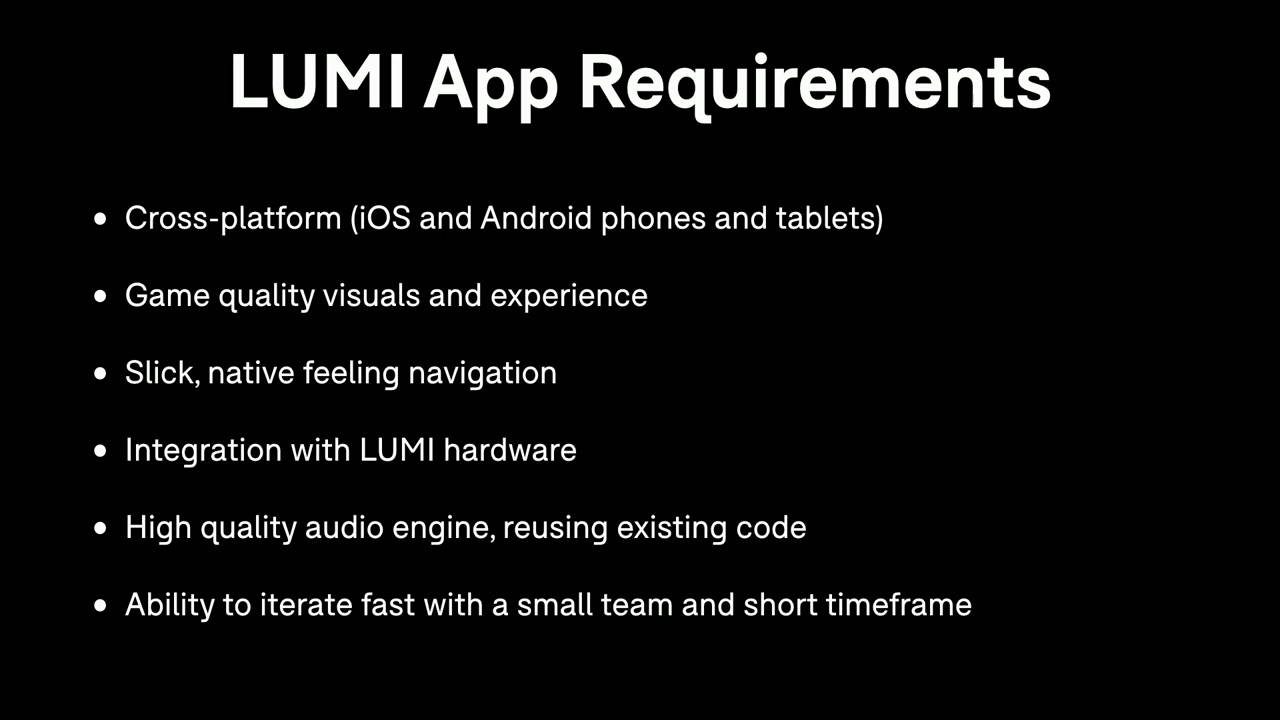 LUMI App Requirements
• Cross-platform (iOS and Android phones and tablets)
• Game quality visuals and experience
• Slick, native feeling navigation
• Integration with LUMI hardware
• High quality audio engine, reusing existing code
• Ability to iterate fast with a small team and short timeframe